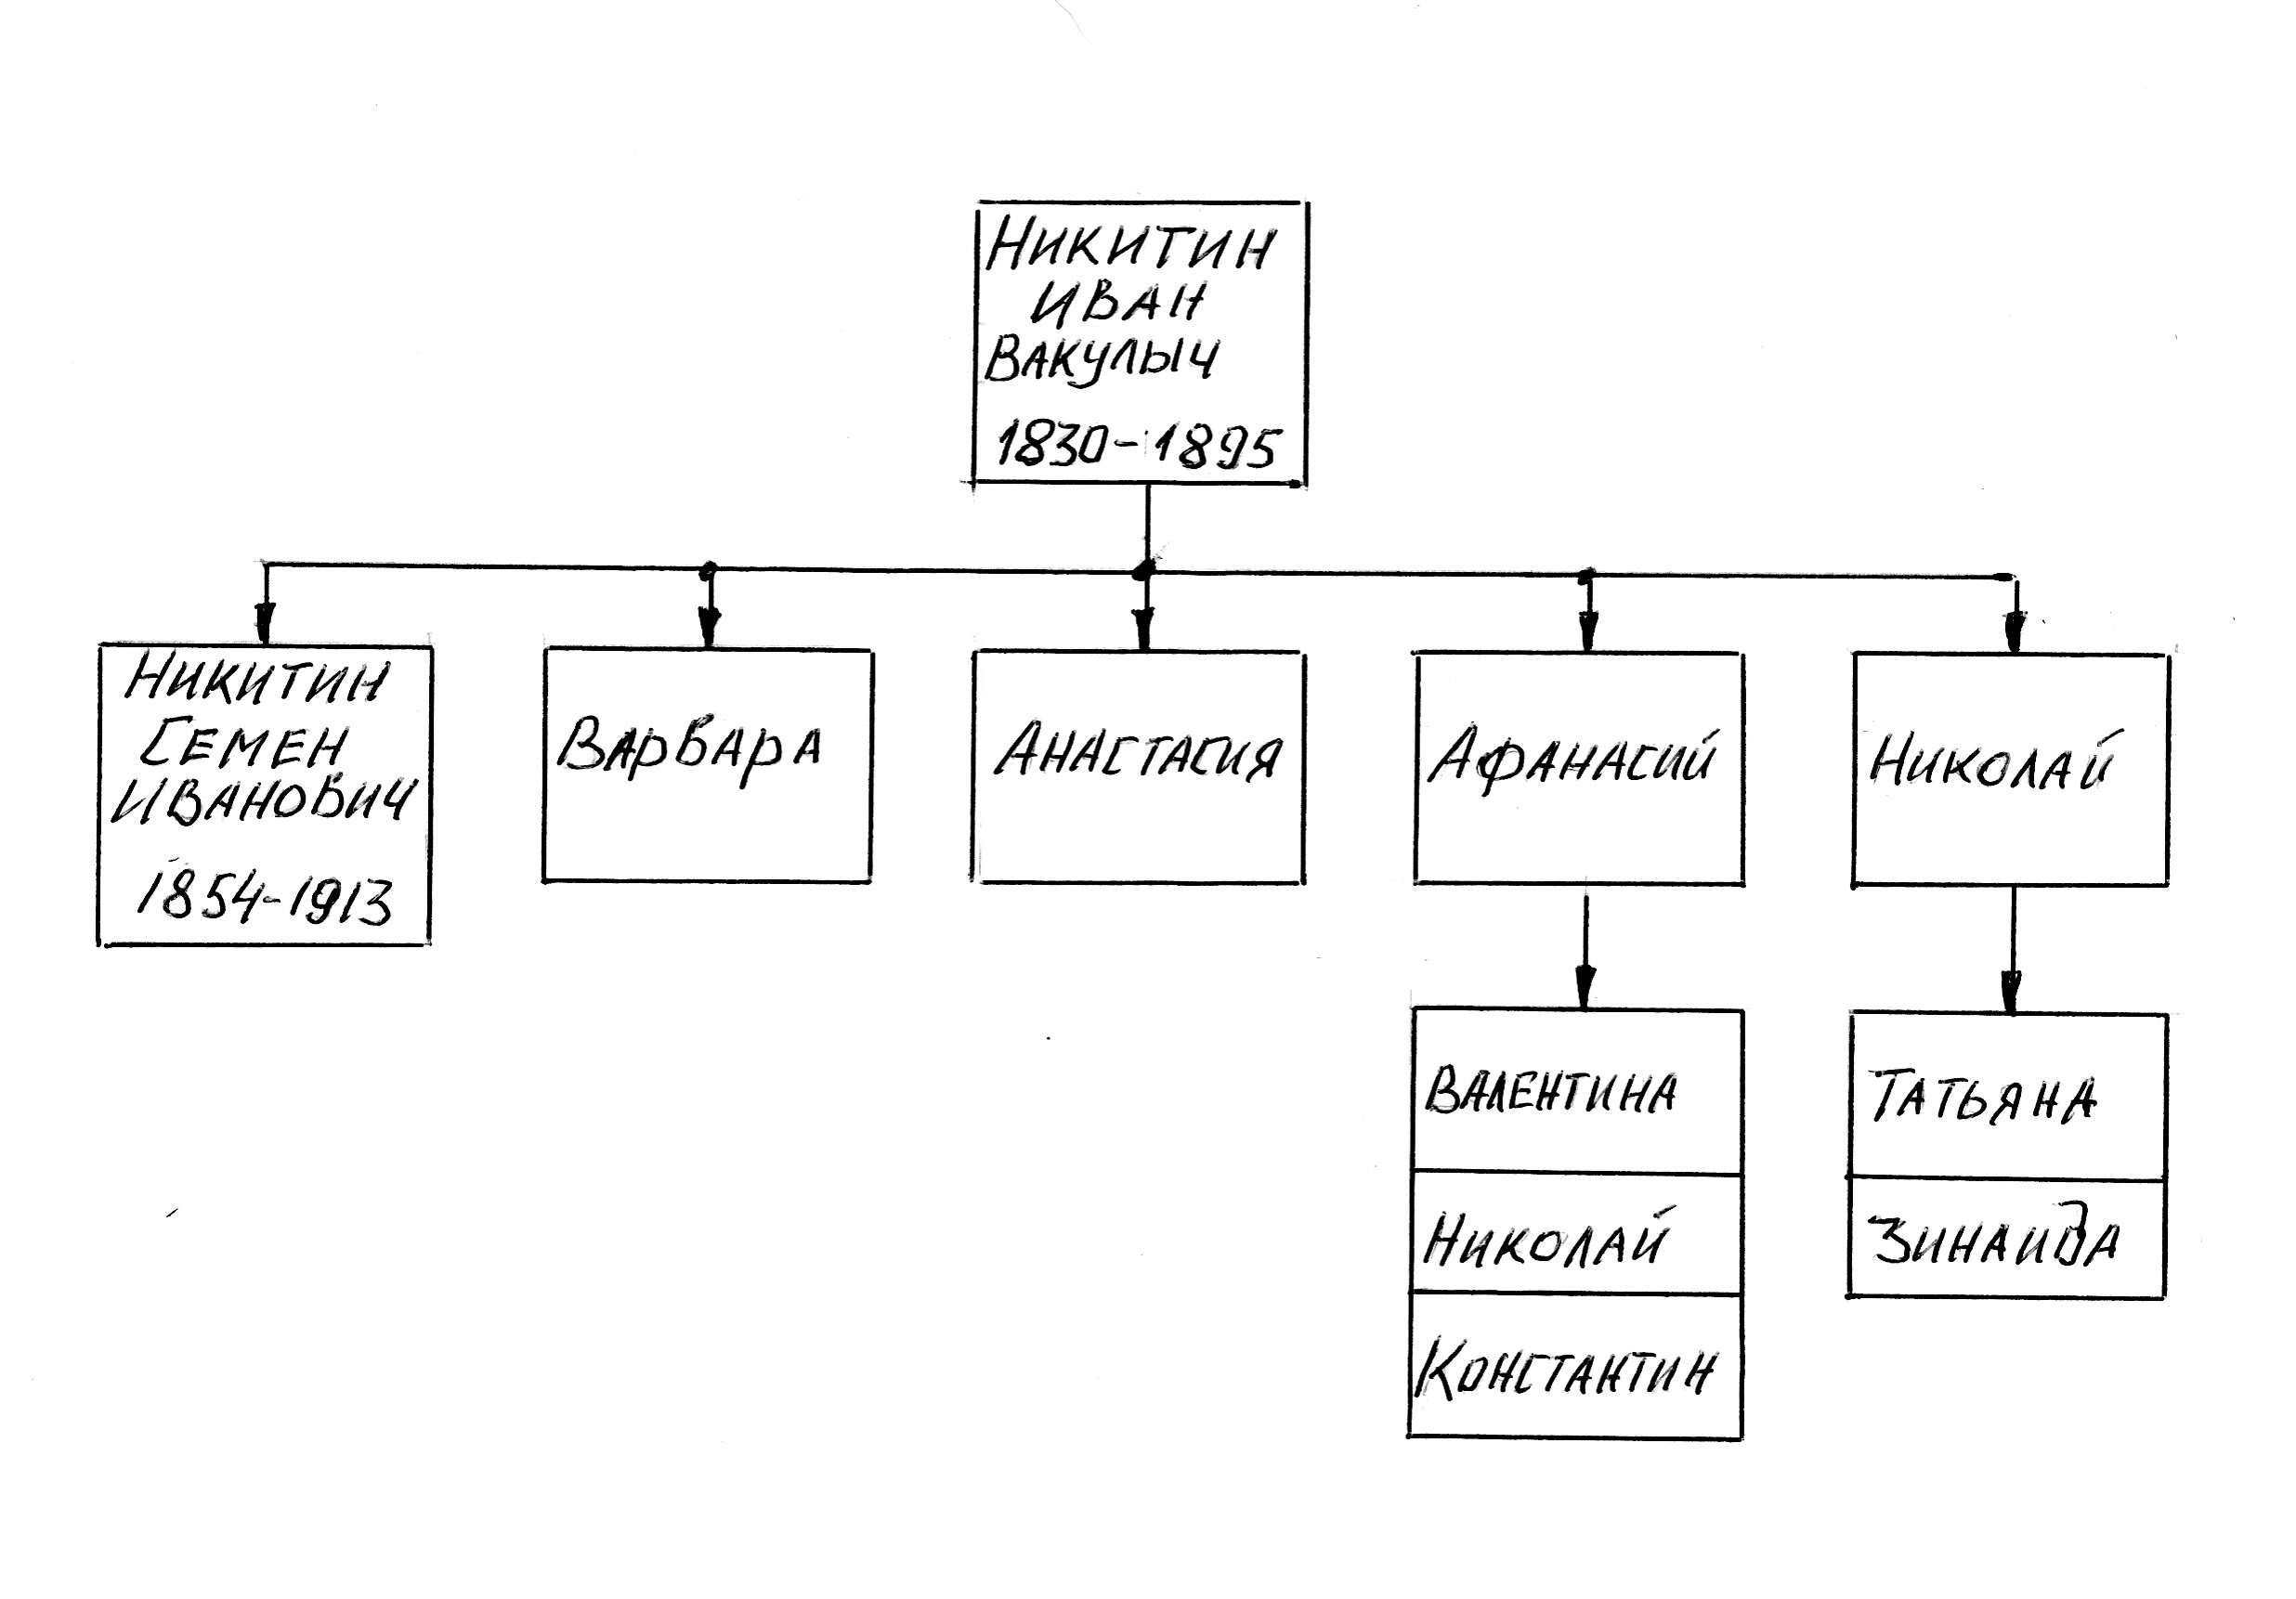 Никитин
Иван
Вакулыч
1830-1895
Никитин
Семен
Иванович
1854-1913
Варвара
Анастасия
Афанасий
Николай
Валентина
Николай
Константин
Татьяна
Зинаида